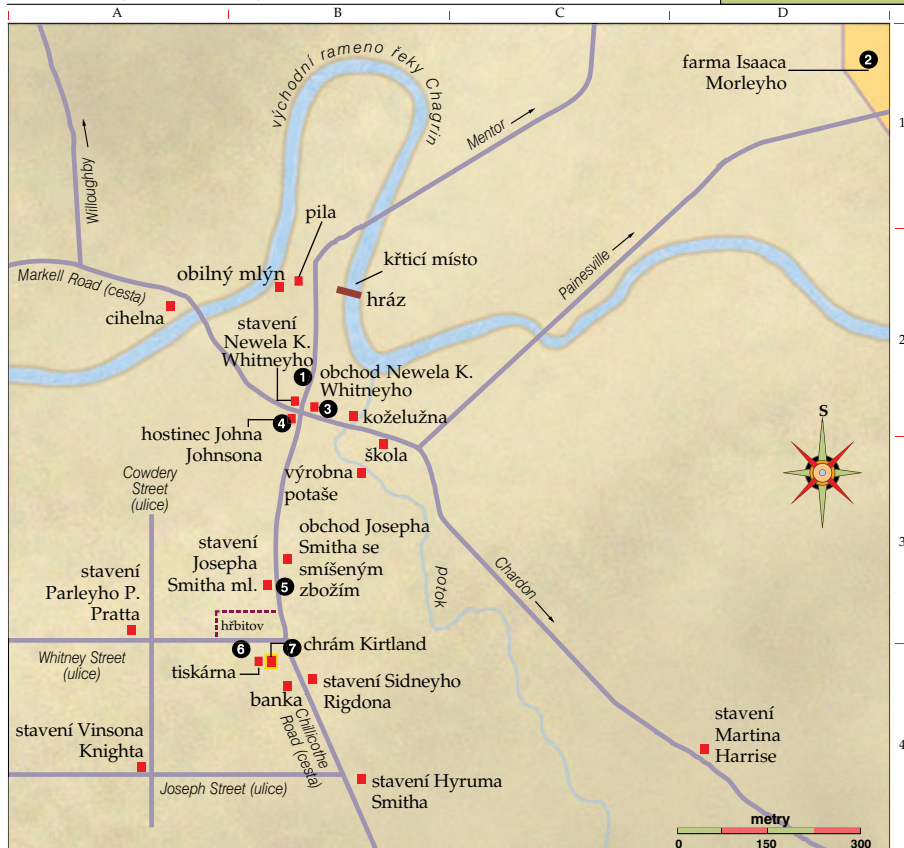 A
B
C
D
1
2
3
4
východní rameno řeky Chagrin
farma Isaaca
Morleyho
2
Mentor
Willoughby
pila
křticí místo
Painesville
obilný mlýn
hráz
Markell Road (cesta)
cihelna
stavení
Newela K.
Whitneyho
1
obchod Newela K.
Whitneyho
3
koželužna
4
hostinec Johna
Johnsona
škola
S
výrobna
potaše
Cowdery
Street
(ulice)
obchod Josepha
Smitha se
smíšeným
zbožím
stavení
Josepha
Smitha ml.
5
stavení
Parleyho P.
Pratta
potok
Chardon
hřbitov
6
7
chrám Kirtland
Whitney Street
(ulice)
tiskárna
banka
stavení Sidneyho
Rigdona
Chillicothe
Road (cesta)
stavení Vinsona
Knighta
stavení
Martina
Harrise
Joseph Street (ulice)
stavení Hyruma
Smitha
metry
0 150 300